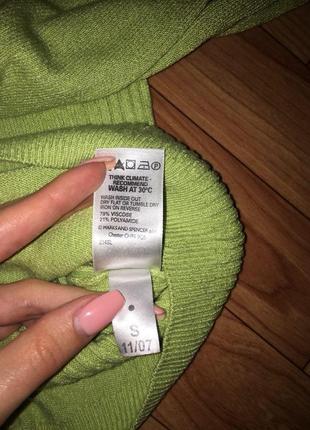 THINK CLIMATE -
RECOMMEND
WASH AT 30°C
WASH INSIDE OUT
DRY FLAT OR TUMBLE DRY
IRON ON REVERSE
79% VISCOSE
21% POLYAMIDE
© MARKS AND SPENCER
Chester
S
11/07